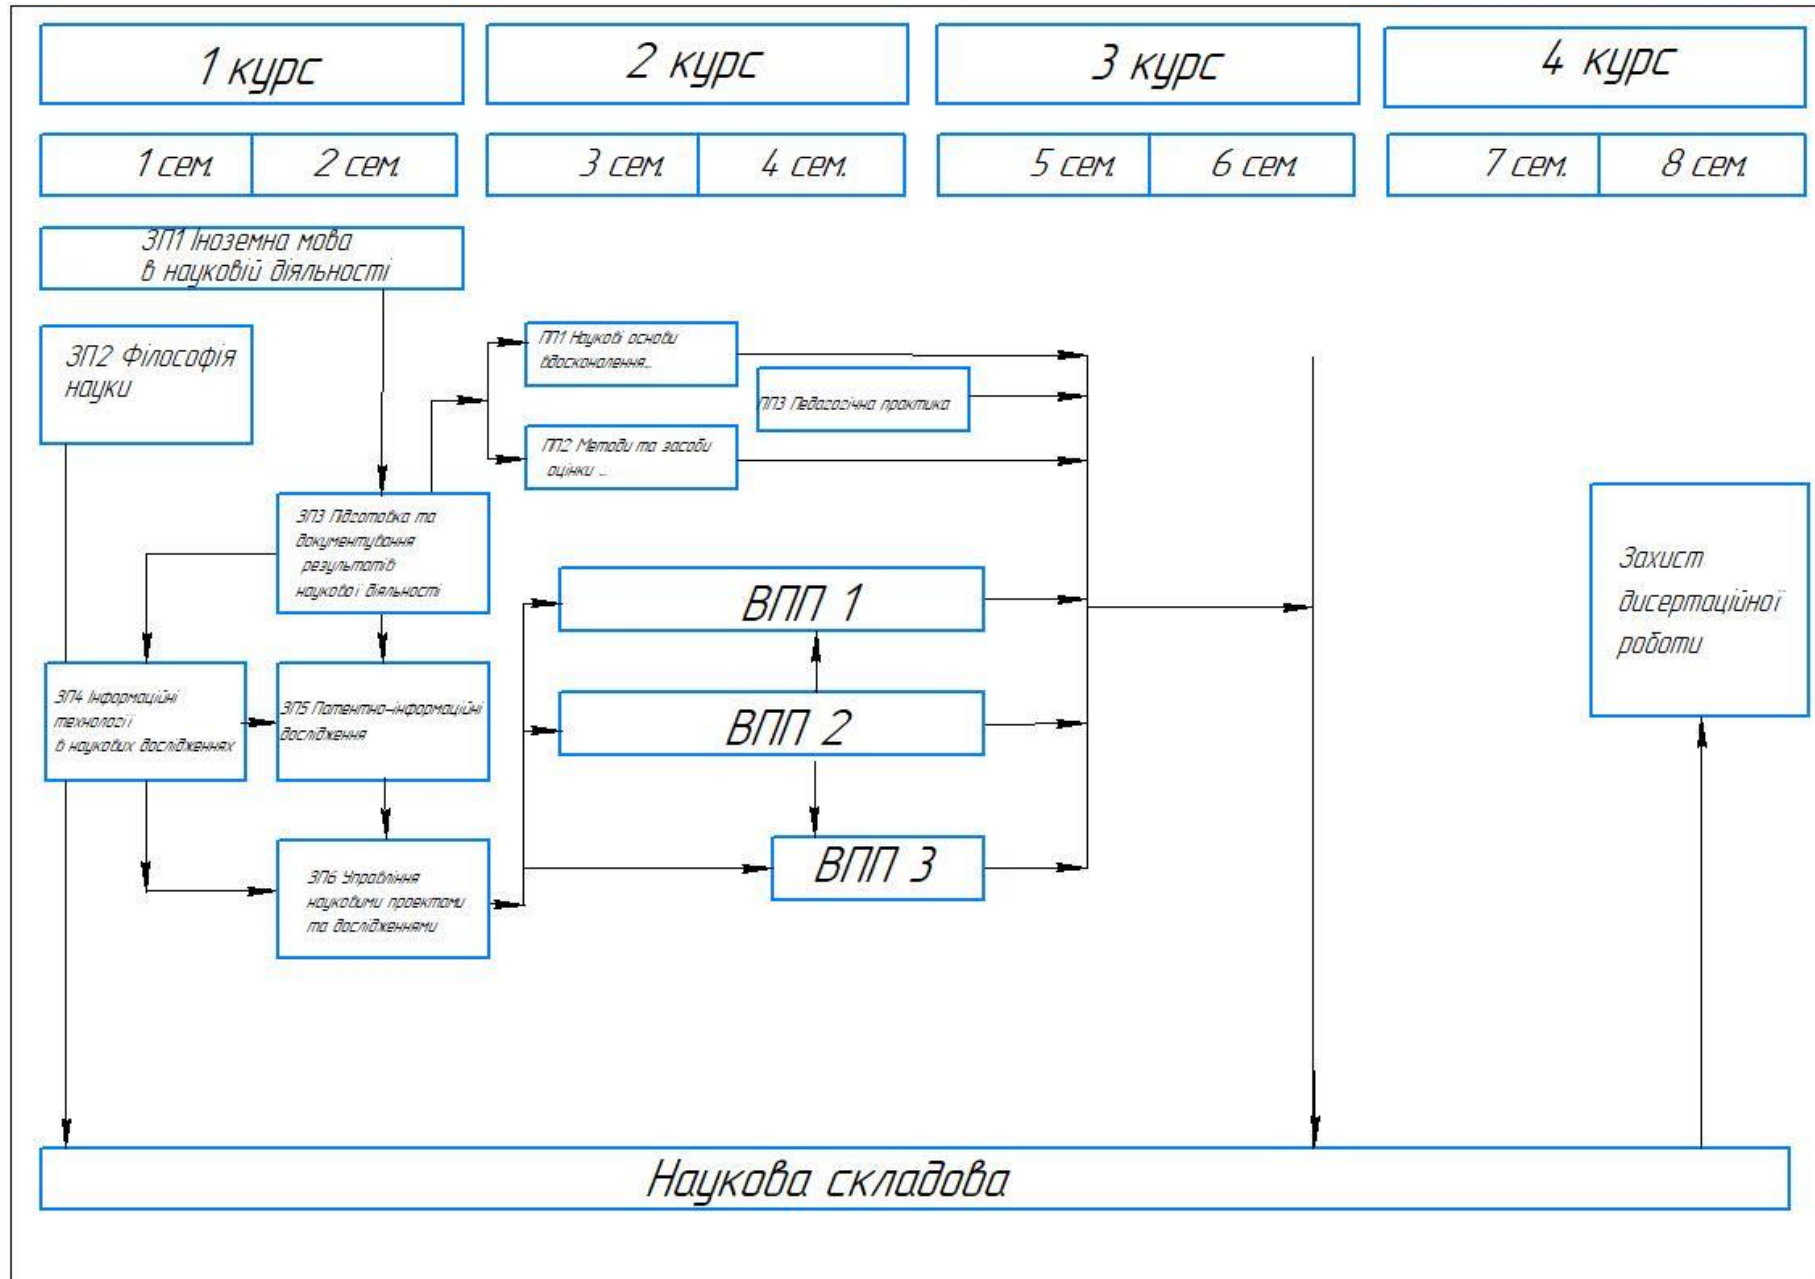 1 курс
2 курс
3 курс
4 курс
1 сем.
2 сем.
3 сем.
4 сем.
5 сем.
6 сем.
7 сем.
8 сем.
ЗП1 Іноземна мова
в науковій діяльності
ЗП2 Філософія
науки
ПП1 Наукові основи
вдосконалення...
ПП3 Педагогічна практика
ПП2 Методи та засоби
оцінки ...
ЗП3 Підготовка та
документування
результатів
наукової діяльності
ВПП 1
Захист
дисертаційної
роботи
ЗП4 Інформаційні
технології
в наукових дослідженнях
ЗП5 Патентно-інформаційні
дослідження
ВПП 2
ЗП6 Управління
науковими проектами
та дослідженнями
ВПП 3
Наукова складова